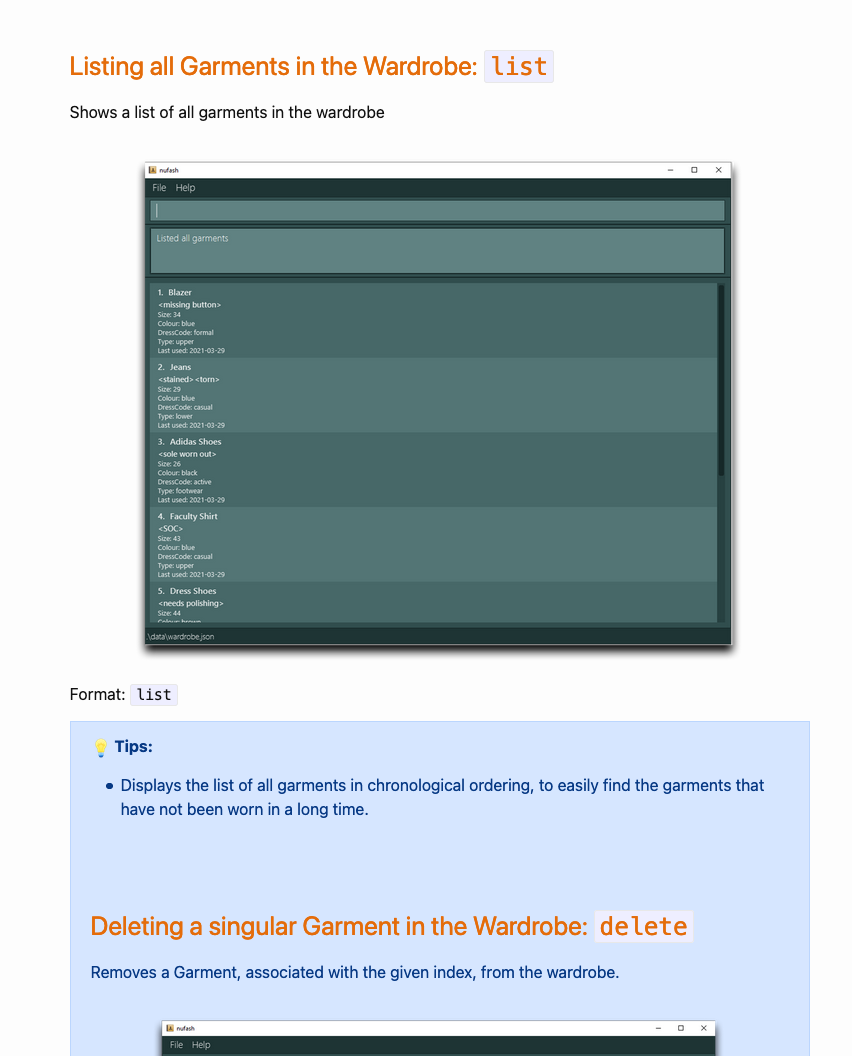 Listing all Garments in the Wardrobe: list
Shows a list of all garments in the wardrobe
nufash
File Help
Listed all garments
1. Blazer
<missing button>
Size: 34
Colour: blue
DressCode: formal
Type: upper
Last used: 2021-03-29
2. Jeans
<stained> <torn>
Size: 29
Colour: blue
DressCode: casual
Type: lower
Last used: 2021-03-29
3. Adidas Shoes
<sole worn out>
Size: 26
Colour: black
DressCode: active
Type: footwear
Last used: 2021-03-29
4. Faculty Shirt
<SOC>
Size: 43
Colour: blue
DressCode: casual
Type: upper
Last used: 2021-03-29
5. Dress Shoes
<needs polishing>
Size: 44
Colour: brown
.\data\wardrobe.json
Format: list
💡 Tips:
• Displays the list of all garments in chronological ordering, to easily find the garments that
have not been worn in a long time.
Deleting a singular Garment in the Wardrobe: delete
Removes a Garment, associated with the given index, from the wardrobe.
nufash
File Help